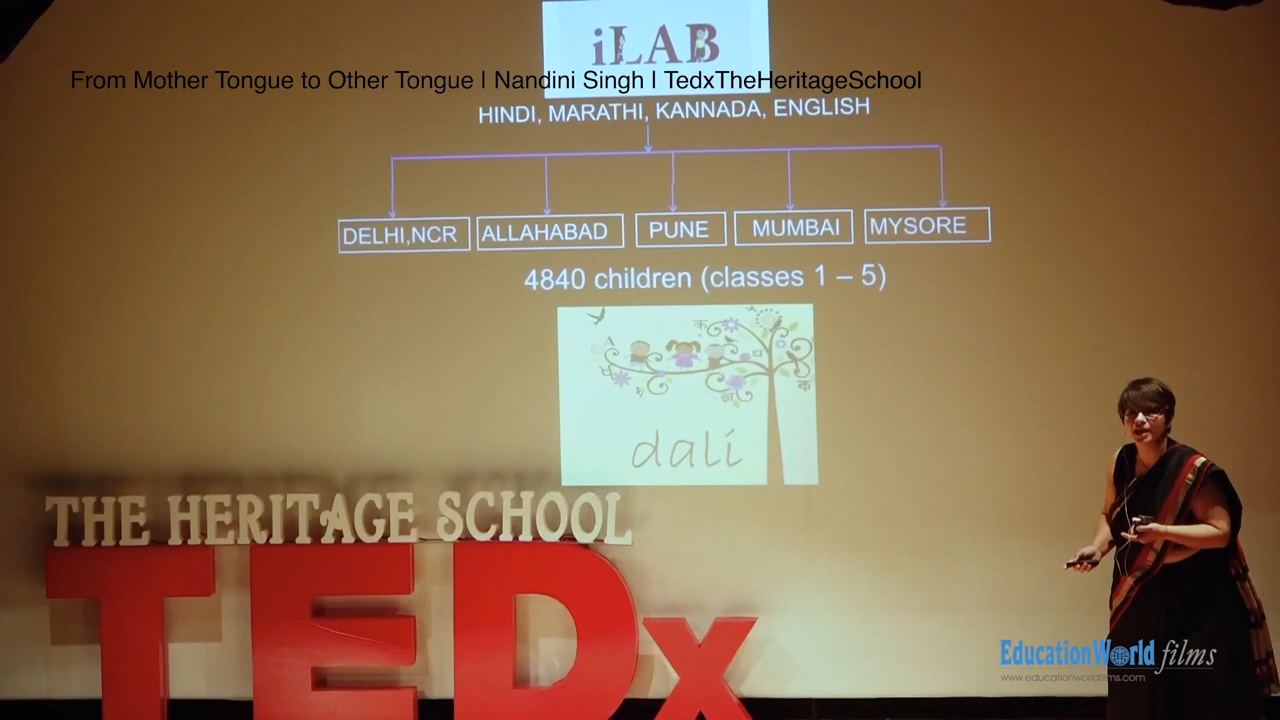 iLAB
From Mother Tongue to Other Tongue | Nandini Singh | TedxTheHeritageSchool
HINDI, MARATHI, KANNADA, ENGLISH
DELHI,NCR ALLAHABAD PUNE MUMBAI MYSORE
4840 children (classes 1 – 5)
dali
THE HERITAGE SCHOOL
TEDx
EducationWorld films
www.educationworldfilms.com